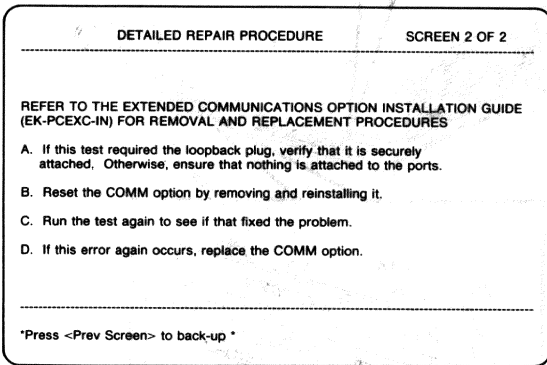 DETAILED REPAIR PROCEDURE SCREEN 2 OF 2
REFER TO THE EXTENDED COMMUNICATIONS OPTION INSTALLATION GUIDE
(EK-PCEXC-IN) FOR REMOVAL AND REPLACEMENT PROCEDURES
A. If this test required the loopback plug, verify that it is securely
attached, Otherwise, ensure that nothing is attached to the ports.
B. Reset the COMM option by removing and reinstalling it.
C. Run the test again to see if that fixed the problem.
D. If this error again occurs, replace the COMM option.
*Press <Prev Screen> to back-up *